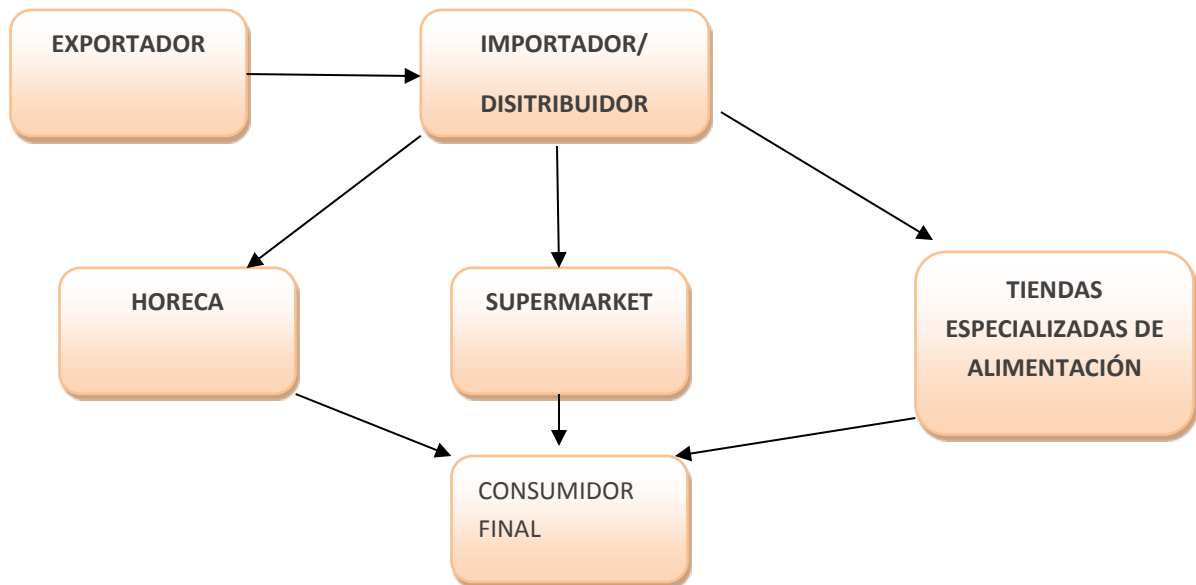 EXPORTADOR
IMPORTADOR/
DISITRIBUIDOR
HORECA
SUPERMARKET
TIENDAS
ESPECIALIZADAS DE
ALIMENTACIÓN
CONSUMIDOR
FINAL